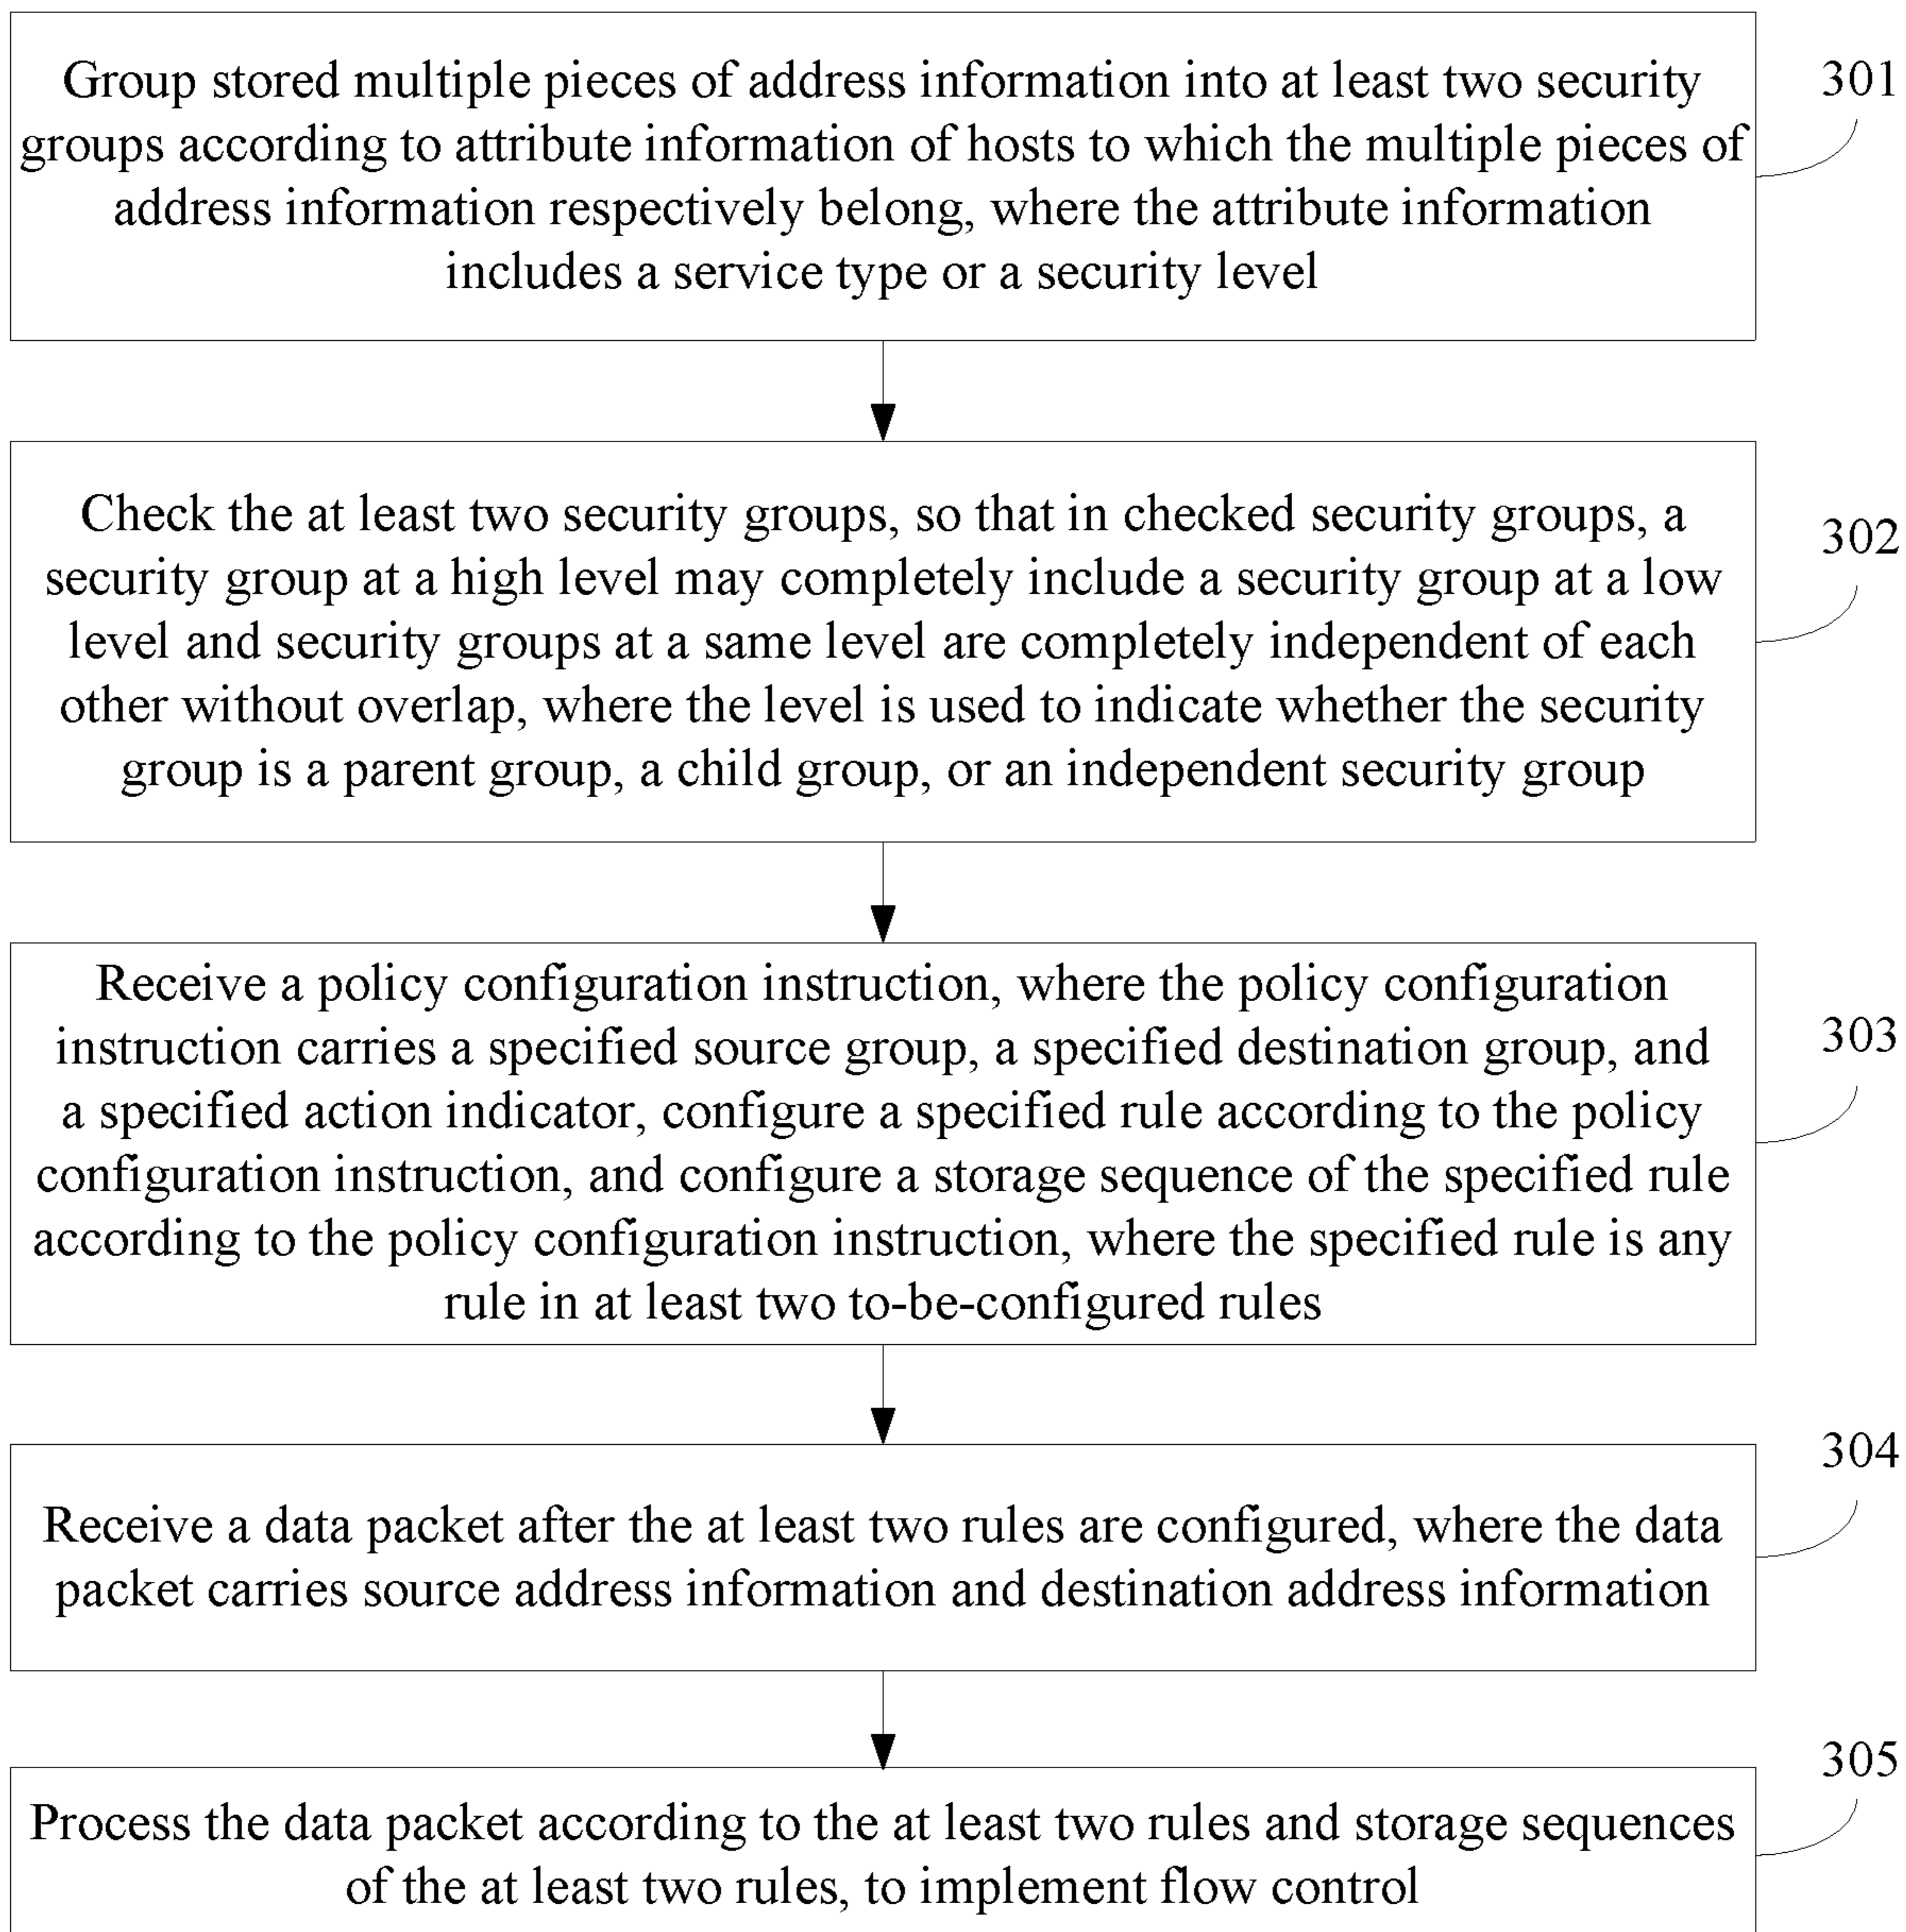 Group stored multiple pieces of address information into at least two security
groups according to attribute information of hosts to which the multiple pieces of
address information respectively belong, where the attribute information
includes a service type or a security level
301
Check the at least two security groups, so that in checked security groups, a
security group at a high level may completely include a security group at a low
level and security groups at a same level are completely independent of each
other without overlap, where the level is used to indicate whether the security
group is a parent group, a child group, or an independent security group
302
Receive a policy configuration instruction, where the policy configuration
instruction carries a specified source group, a specified destination group, and
a specified action indicator, configure a specified rule according to the policy
configuration instruction, and configure a storage sequence of the specified rule
according to the policy configuration instruction, where the specified rule is any
rule in at least two to-be-configured rules
303
Receive a data packet after the at least two rules are configured, where the data
packet carries source address information and destination address information
304
Process the data packet according to the at least two rules and storage sequences
of the at least two rules, to implement flow control
305